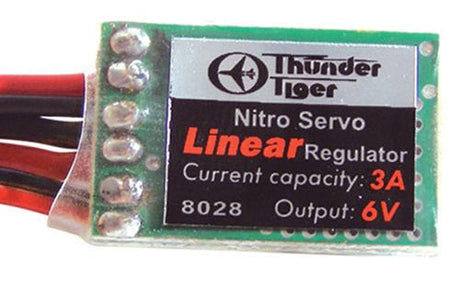 Thunder
Tiger
Nitro Servo
Linear Regulator
Current capacity: 3A
8028 Output: 6V